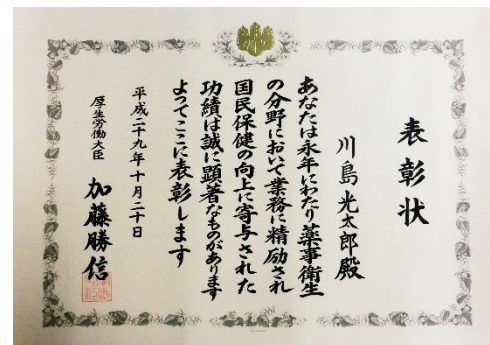 表彰状
川島光太郎殿
あなたは永年にわたり薬事衛生
の分野において業務に精励され
国民保健の向上に寄与された
功績は誠に顕著なものがあります
よってここに表彰します
平成二十九年十月二十日
厚生労働大臣 加藤勝信